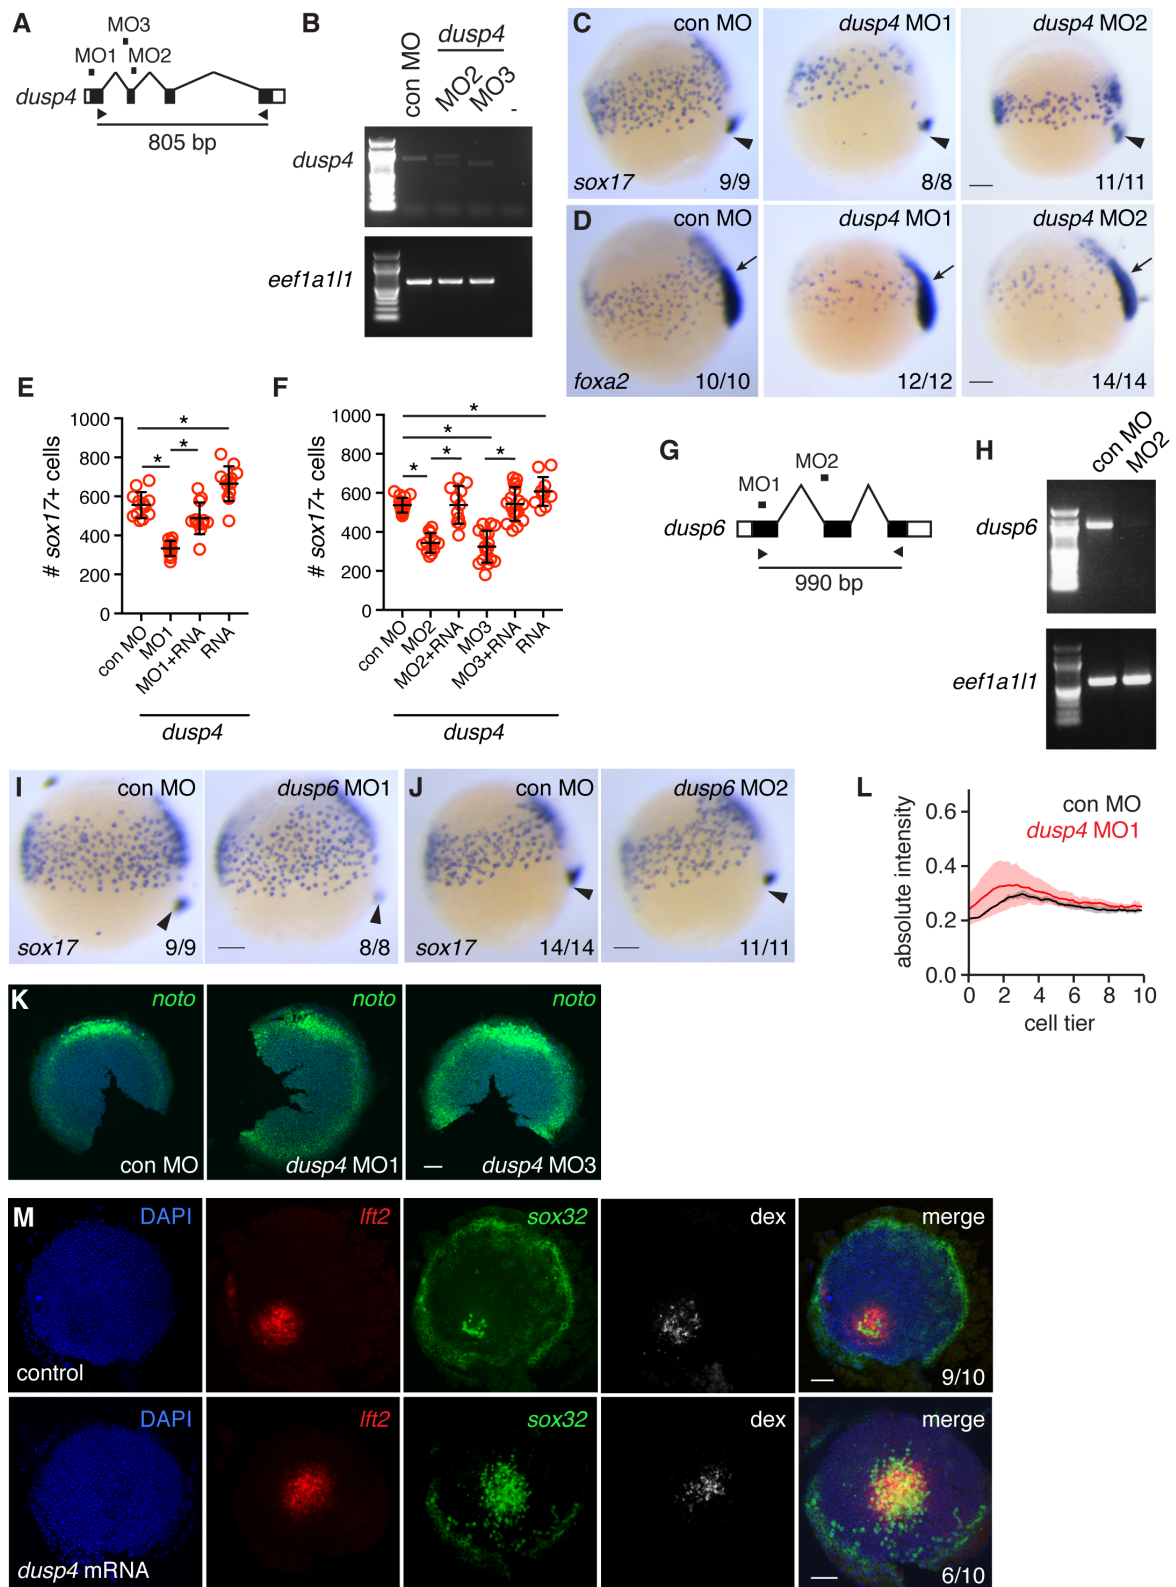 A
MO3
MO1
MO2
dusp4
805 bp
B
con MO
dusp4
MO2
MO3
-
dusp4
eef1a1l1
C
con MO
dusp4 MO1
dusp4 MO2
sox17
9/9
8/8
11/11
D
con MO
dusp4 MO1
dusp4 MO2
foxa2
10/10
12/12
14/14
E
# sox17+ cells
1000
800
600
400
200
0
*
*
*
con MO
MO1
MO1+RNA
RNA
dusp4
F
# sox17+ cells
1000
800
600
400
200
0
*
*
*
*
*
con MO
MO2
MO2+RNA
MO3
MO3+RNA
RNA
dusp4
G
MO2
MO1
dusp6
990 bp
H
con MO
MO2
dusp6
eef1a1l1
I
con MO
dusp6 MO1
sox17
9/9
8/8
J
con MO
dusp6 MO2
sox17
14/14
11/11
K
noto
noto
noto
con MO
dusp4 MO1
dusp4 MO3
L
con MO
dusp4 MO1
absolute intensity
0.6
0.4
0.2
0.0
0 2 4 6 8 10
cell tier
M
DAPI
lft2
sox32
dex
merge
control
9/10
DAPI
lft2
sox32
dex
merge
dusp4 mRNA
6/10